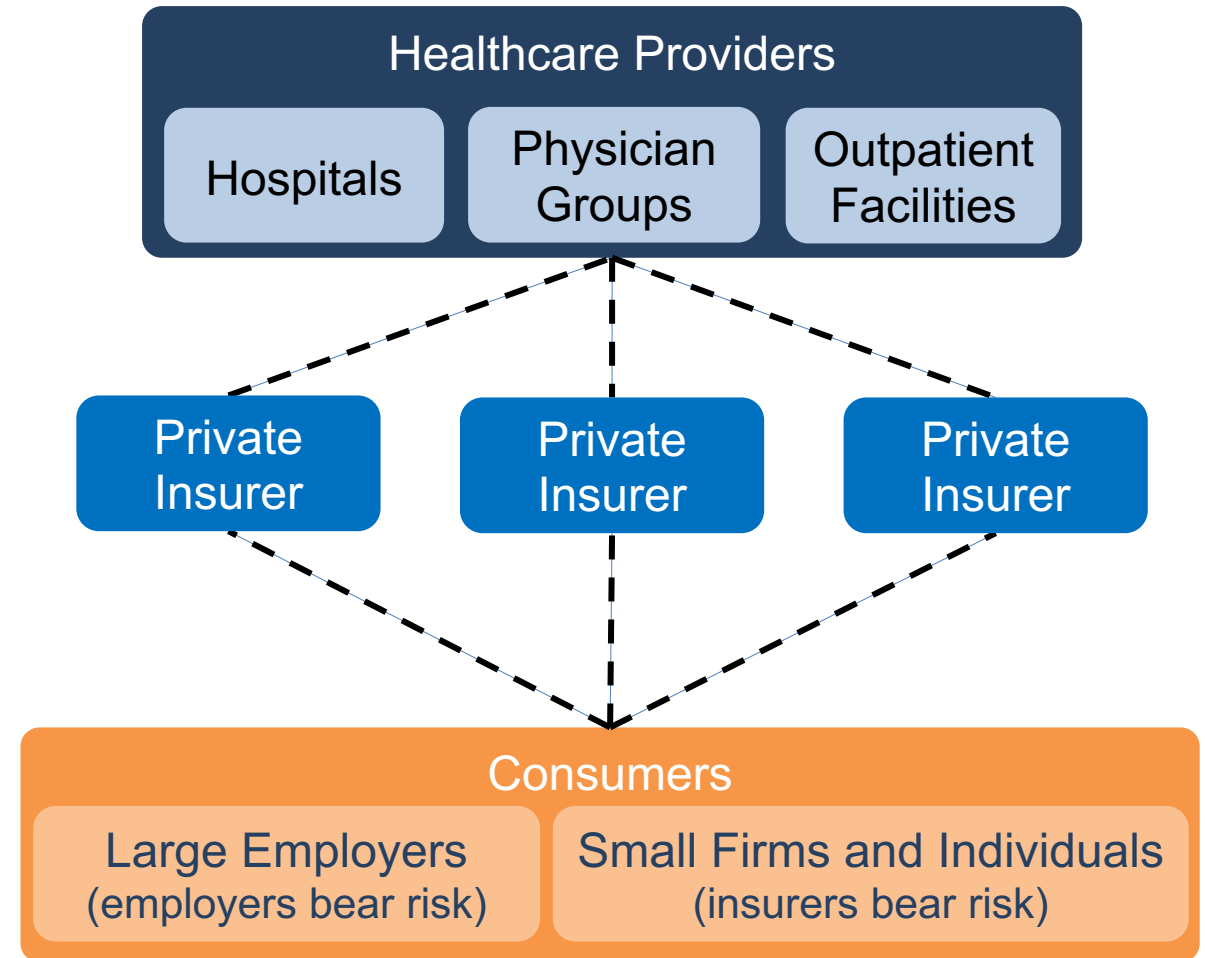 Healthcare Providers
Hospitals
Physician
Groups
Outpatient
Facilities
Private
Insurer
Private
Insurer
Private
Insurer
Consumers
Large Employers
(employers bear risk)
Small Firms and Individuals
(insurers bear risk)